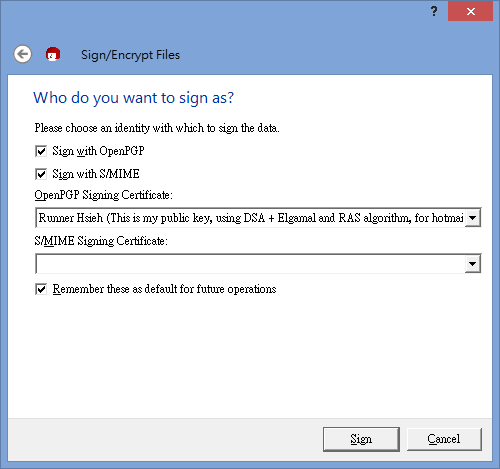 ?
Sign/Encrypt Files
Who do you want to sign as?
Please choose an identity with which to sign the data.
Sign with OpenPGP
Sign with S/MIME
OpenPGP Signing Certificate:
Runner Hsieh (This is my public key, using DSA + Elgamal and RAS algorithm, for hotmai
S/MIME Signing Certificate:
Remember these as default for future operations
Sign Cancel